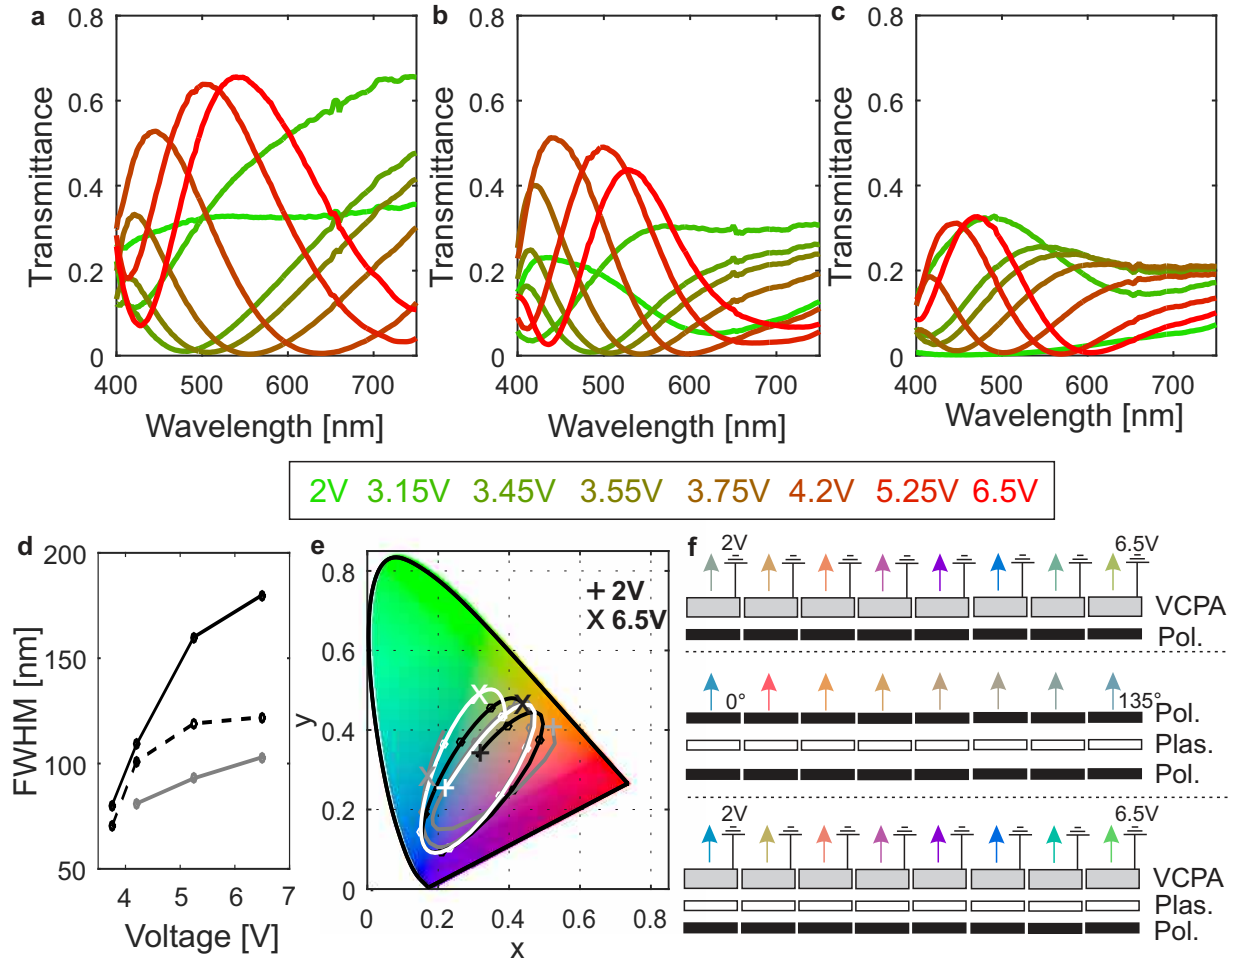 a
0.8
0.6
0.4
0.2
0
400
500
600
700
Transmittance
Wavelength [nm]
b
0.8
0.6
0.4
0.2
0
400
500
600
700
Transmittance
Wavelength [nm]
c
0.8
0.6
0.4
0.2
0
400
500
600
700
Transmittance
Wavelength [nm]
2V 3.15V 3.45V 3.55V 3.75V 4.2V 5.25V 6.5V
d
200
150
100
50
4
5
6
7
FWHM [nm]
Voltage [V]
e
0.8
0.6
0.4
0.2
0
0
0.2
0.4
0.6
0.8
y
x
+ 2V
X 6.5V
f
2V 6.5V
VCPA
Pol.
0° 135°
Pol.
Plas.
Pol.
2V 6.5V
VCPA
Plas.
Pol.